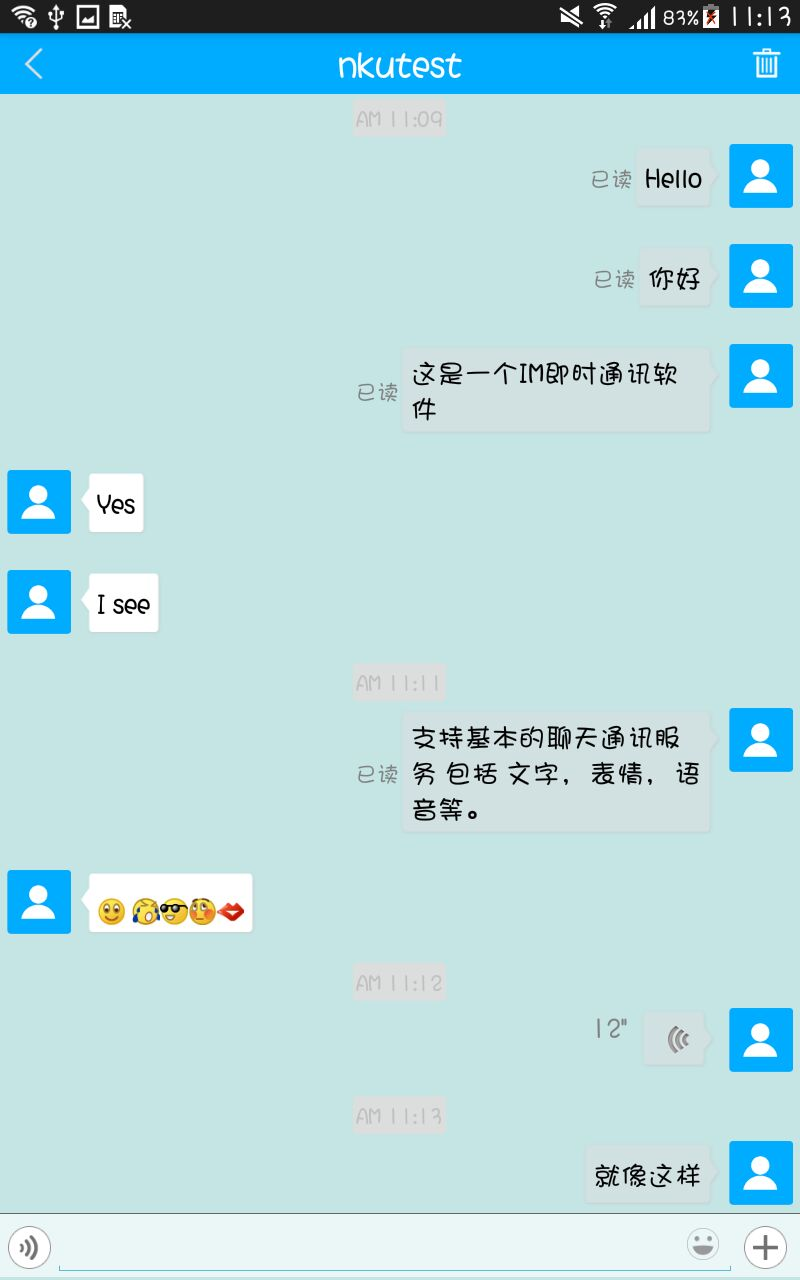 83% 11:13
nkutest
AM 11:09
已读 Hello
已读 你好
这是一个IM即时通讯软
已读
件
Yes
I see
AM 11:11
支持基本的聊天通讯服
已读 务 包括 文字， 表情， 语
音等。
AM 11:12
12"
AM 11:13
就像这样